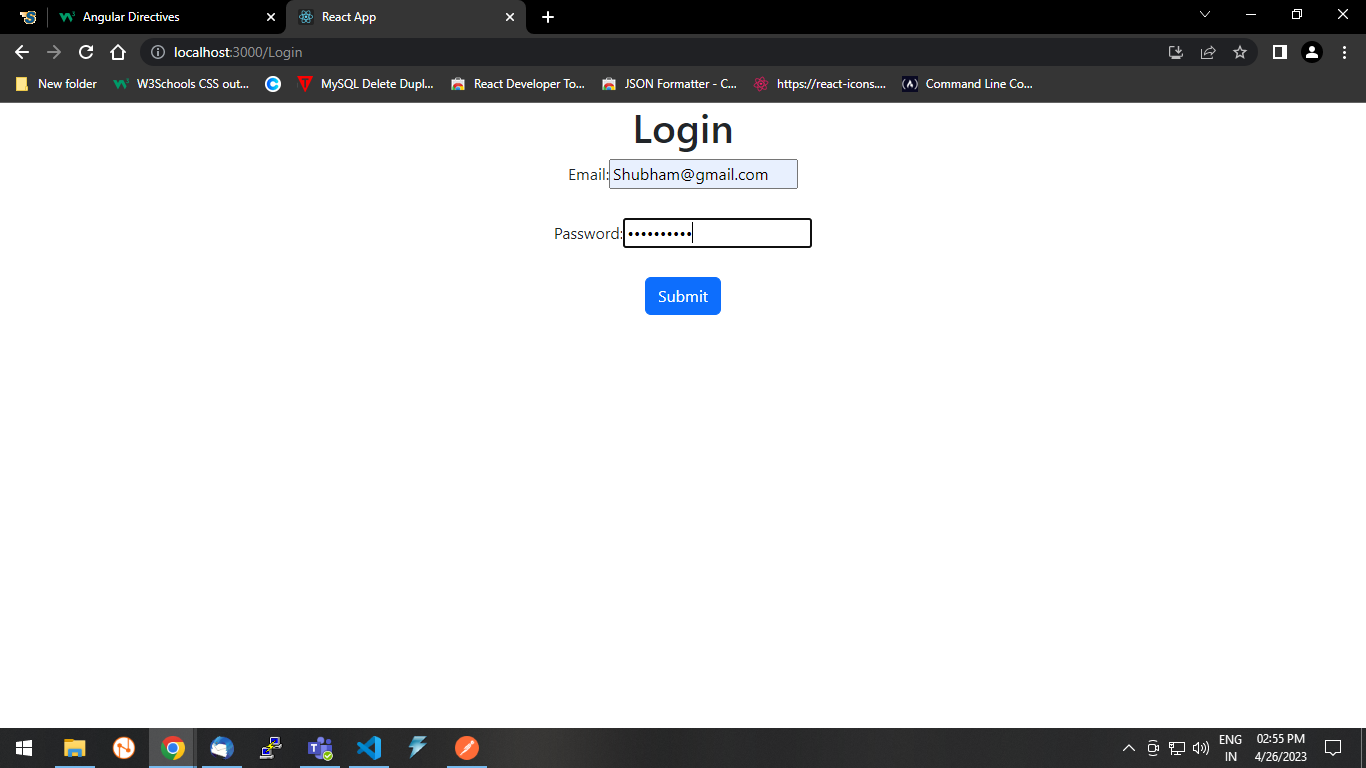 Angular Directives
React App
localhost:3000/Login
New folder
W3Schools CSS out...
MySQL Delete Dupl...
React Developer To...
JSON Formatter - C...
https://react-icons....
Command Line Co...
Login
Email:Shubham@gmail.com
Password:••••••••••
Submit
ENG
IN
02:55 PM
4/26/2023